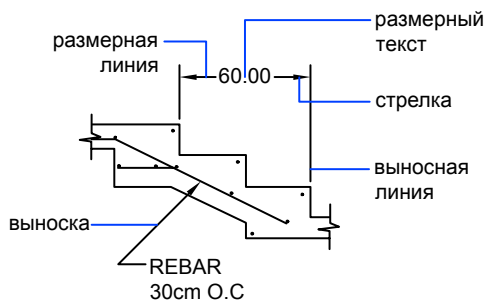 размерный
текст
размерная
линия
60.00
стрелка
выносная
линия
выноска
REBAR
30cm O.C